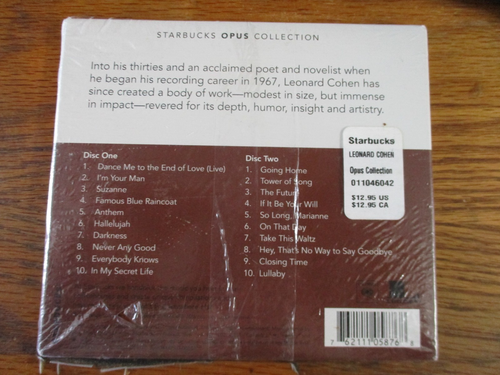 STARBUCKS OPUS COLLECTION
Into his thirties and an acclaimed poet and novelist when
he began his recording career in 1967, Leonard Cohen has
since created a body of work—modest in size, but immense
in impact—revered for its depth, humor, insight and artistry.
Disc One
1. Dance Me to the End of Love (Live)
2. I'm Your Man
3. Suzanne
4. Famous Blue Raincoat
5. Anthem
6. Hallelujah
7. Darkness
8. Never Any Good
9. Everybody Knows
10. In My Secret Life
Disc Two
1. Going Home
2. Tower of Song
3. The Future
4. If It Be Your Will
5. So Long, Marianne
6. On That Day
7. Take This Waltz
8. Hey, That's No Way to Say Goodbye
9. Closing Time
10. Lullaby
Starbucks
LEONARD COHEN
Opus Collection
011046042
$12.95 US
$12.95 CA
7 62111 05876 8